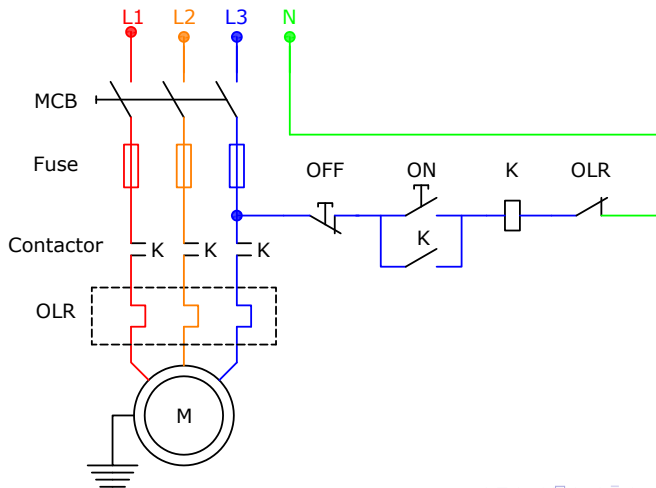 L1 L2 L3 N
MCB
Fuse
OFF ON K OLR
K
Contactor K K K
OLR
M